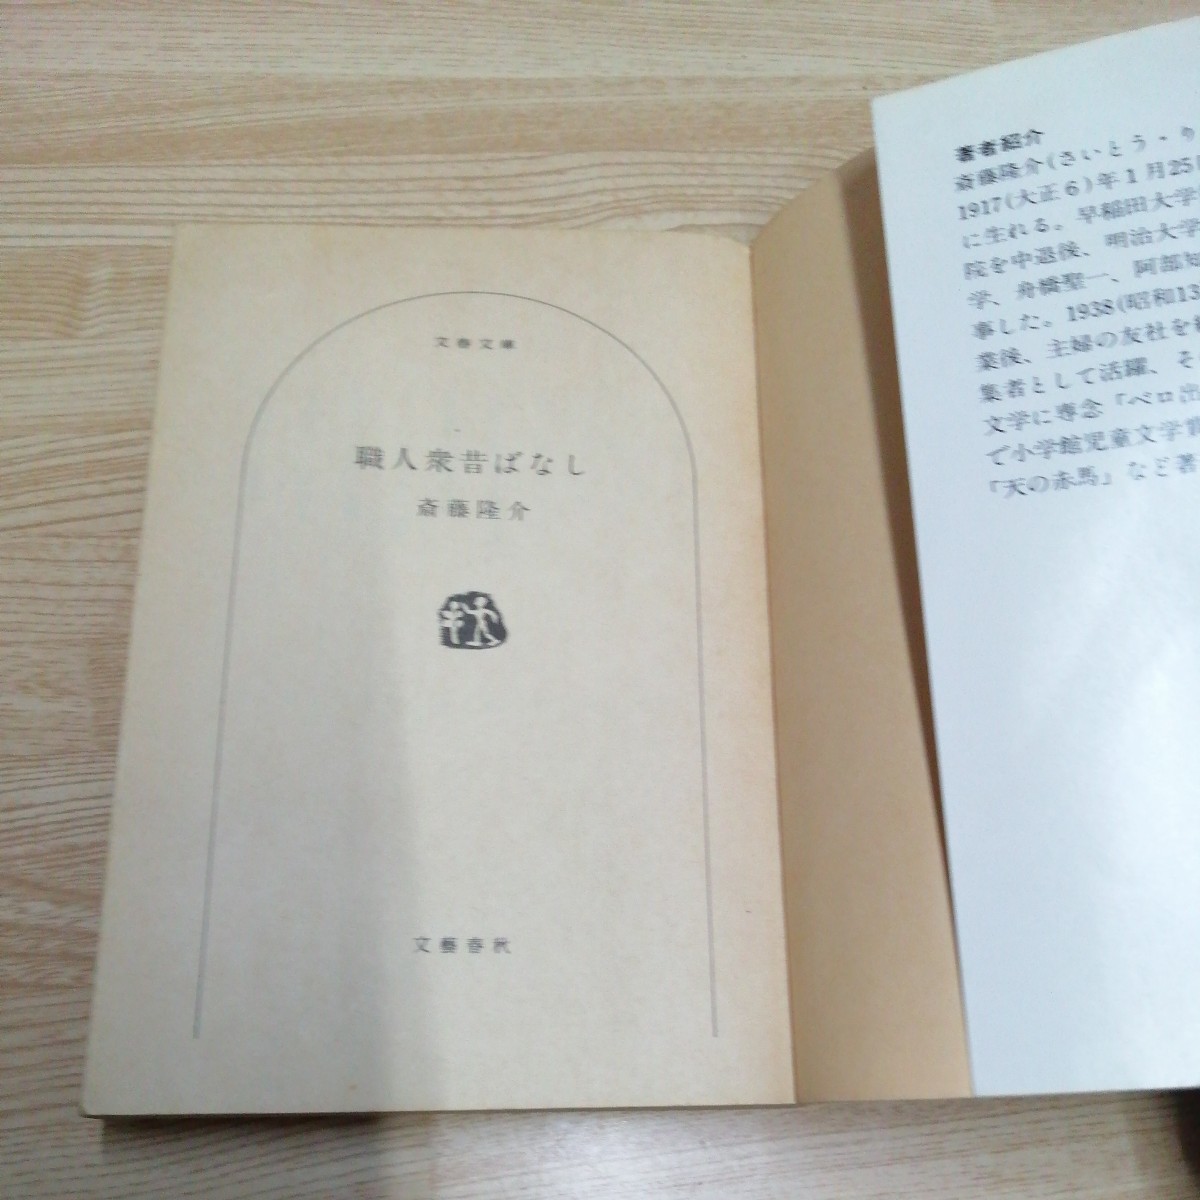 文春文庫
職人衆昔ばなし
斎藤隆介
文藝春秋
著者紹介
斎藤隆介(さいとう・り
1917(大正6)年1月25
に生れる。早稲田大学
院を中退後、明治大学
学、舟橋聖一、阿部知
事した。1938(昭和13
業後、主婦の友社を
集者として活躍、そ
文学に専念「ベロ出
で小学館児童文学賞
「天の赤馬」など著